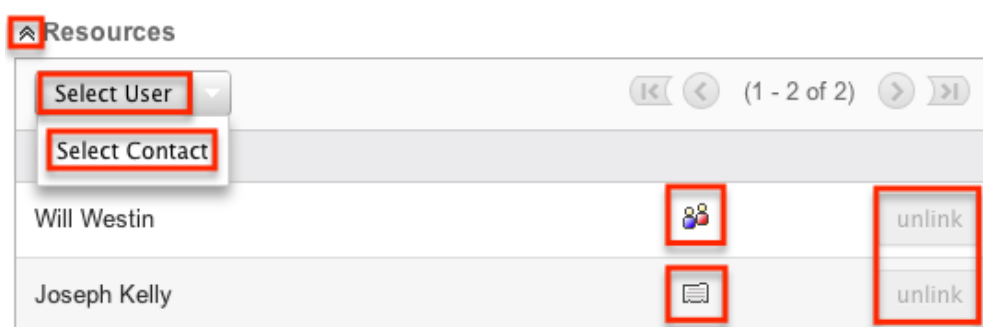 Resources
Select User
(1 - 2 of 2)
Select Contact
Will Westin
unlink
Joseph Kelly
unlink